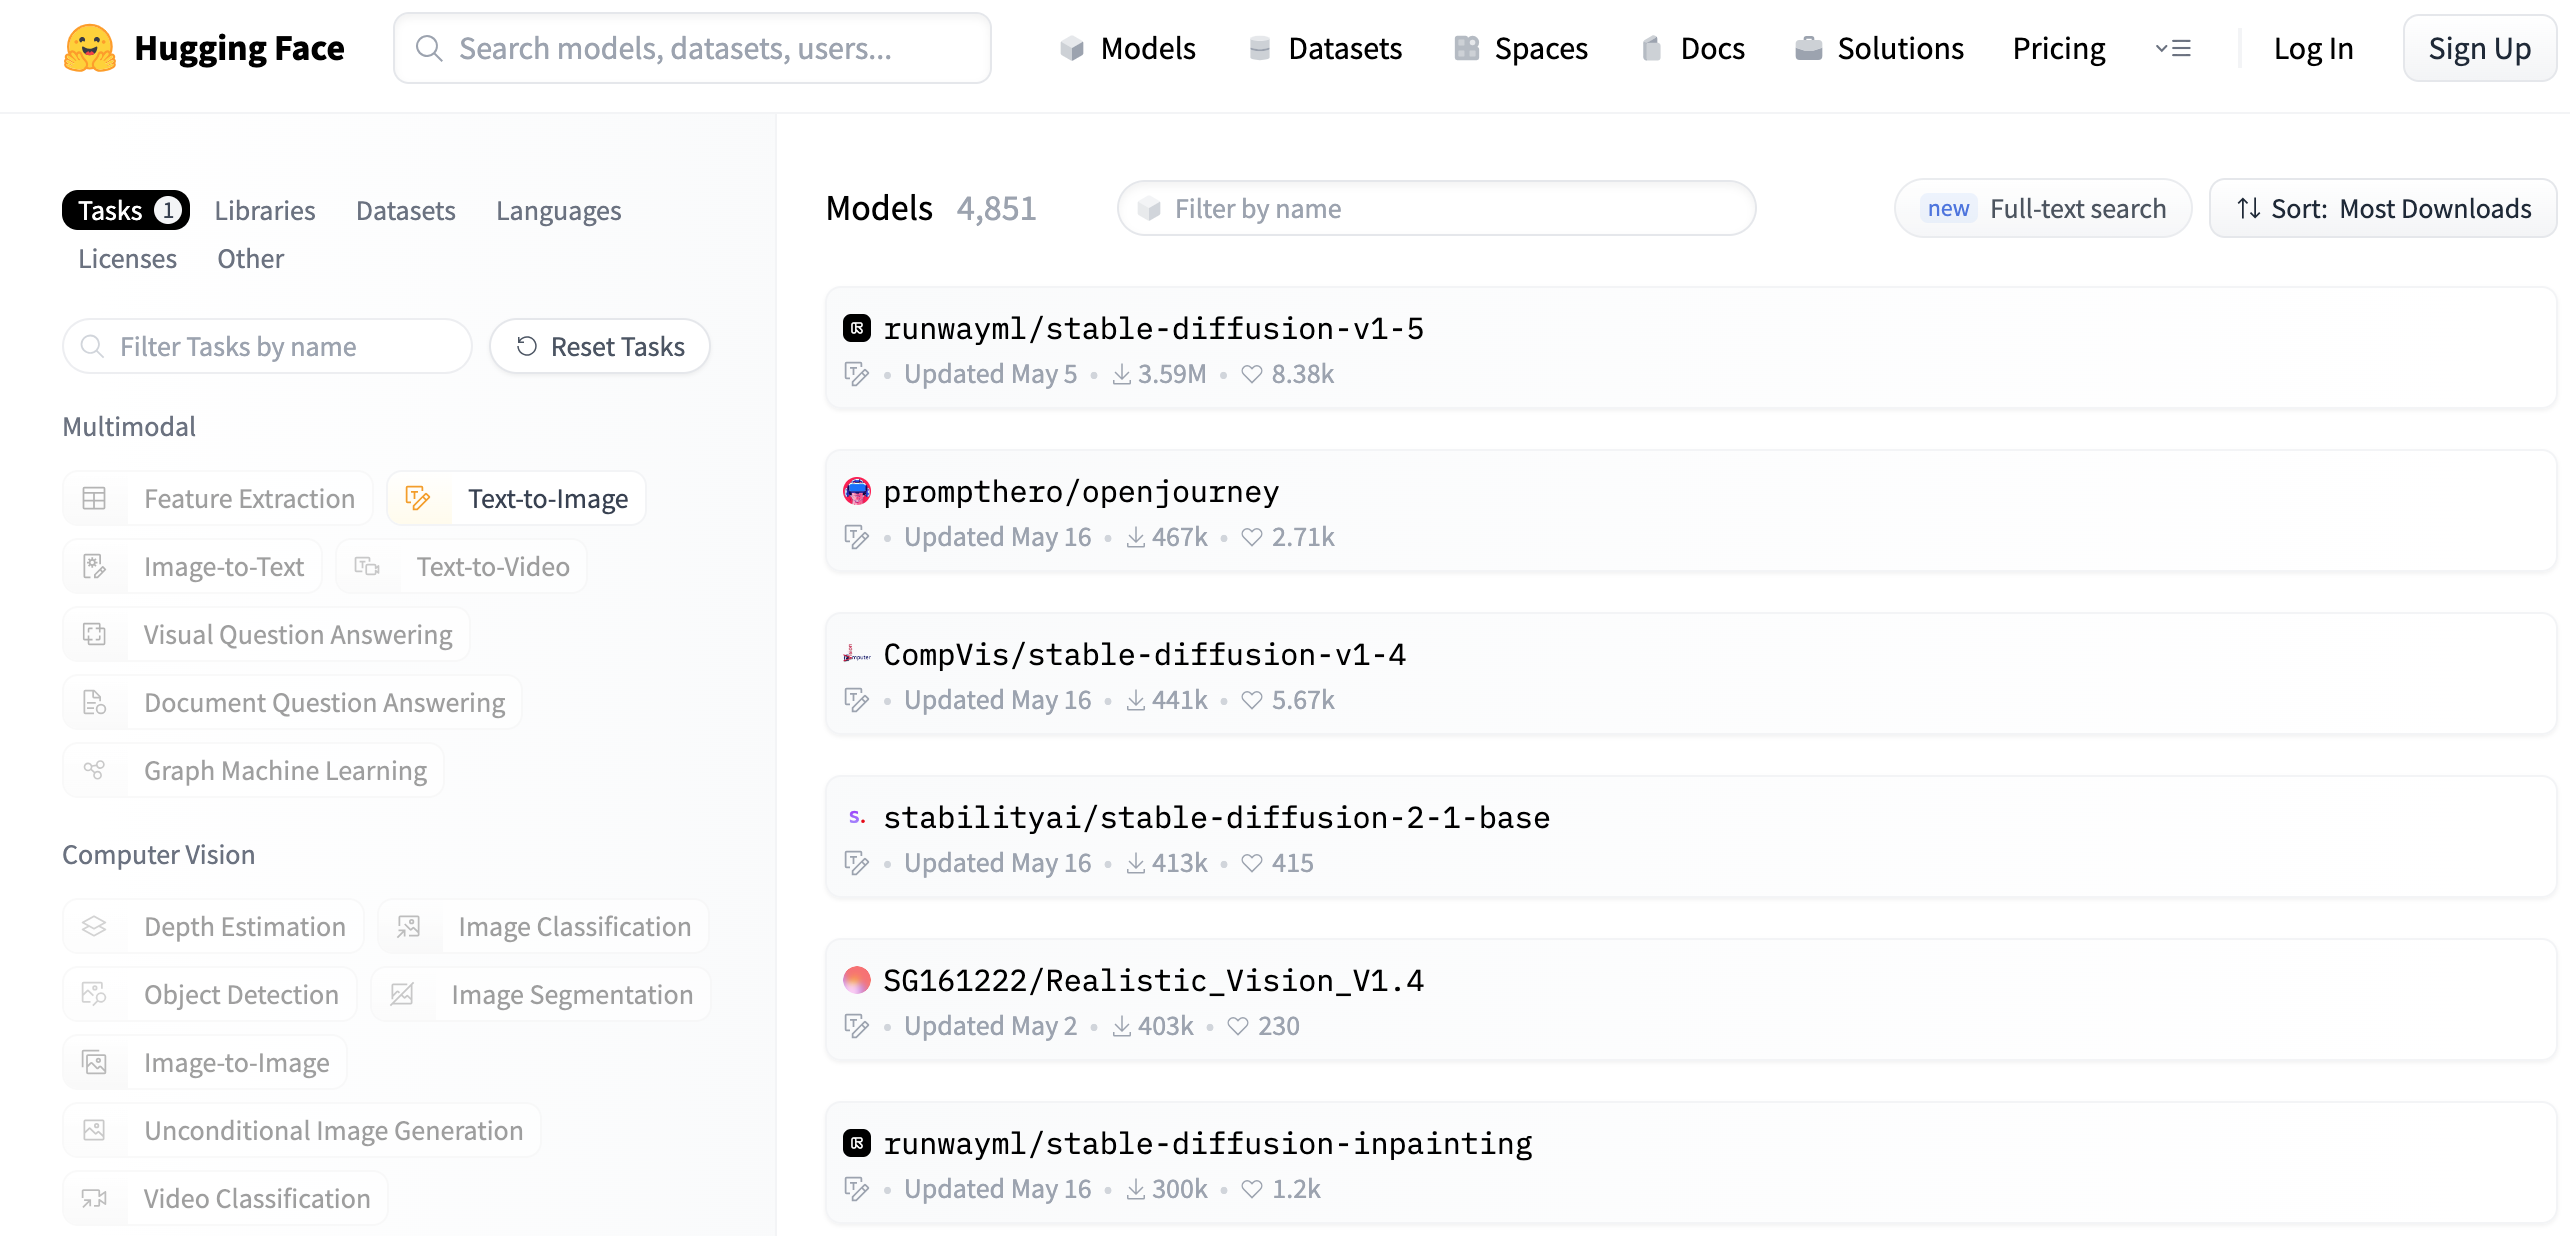 Hugging Face
Search models, datasets, users...
Models
Datasets
Spaces
Docs
Solutions
Pricing
Log In
Sign Up
Tasks 1
Libraries
Datasets
Languages
Licenses
Other
Filter Tasks by name
Reset Tasks
Multimodal
Feature Extraction
Text-to-Image
Image-to-Text
Text-to-Video
Visual Question Answering
Document Question Answering
Graph Machine Learning
Computer Vision
Depth Estimation
Image Classification
Object Detection
Image Segmentation
Image-to-Image
Unconditional Image Generation
Video Classification
Models 4,851
Filter by name
new Full-text search
Sort: Most Downloads
runwayml/stable-diffusion-v1-5
• Updated May 5 • 3.59M • 8.38k
prompthero/openjourney
• Updated May 16 • 467k • 2.71k
CompVis/stable-diffusion-v1-4
• Updated May 16 • 441k • 5.67k
s. stabilityai/stable-diffusion-2-1-base
• Updated May 16 • 413k • 415
SG161222/Realistic_Vision_V1.4
• Updated May 2 • 403k • 230
runwayml/stable-diffusion-inpainting
• Updated May 16 • 300k • 1.2k